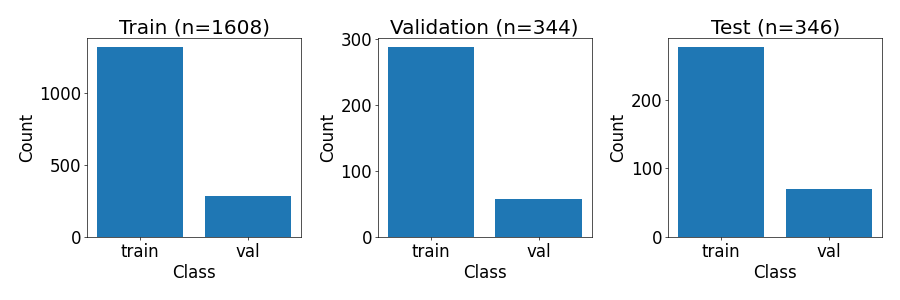 Train (n=1608)
Count
1000
500
0
train val
Class
Validation (n=344)
Count
300
200
100
0
train val
Class
Test (n=346)
Count
200
100
0
train val
Class